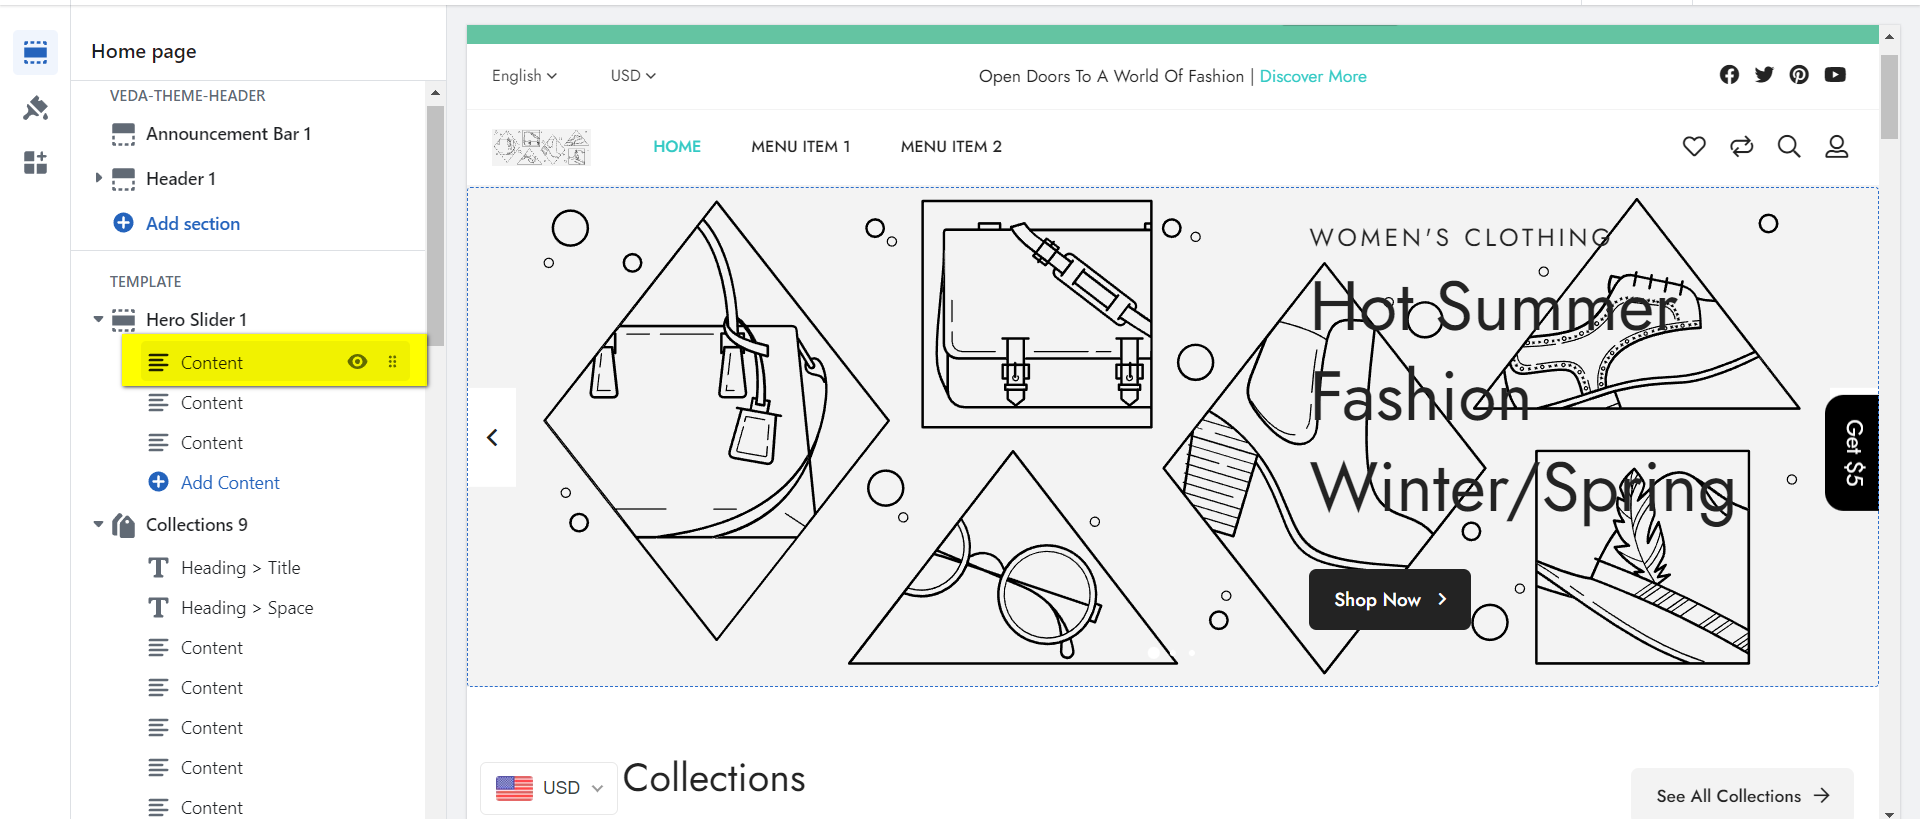 Home page
VEDA-THEME-HEADER
Announcement Bar 1
Header 1
Add section
TEMPLATE
Hero Slider 1
Content
Content
Content
Add Content
Collections 9
Heading > Title
Heading > Space
Content
Content
Content
Content
Content
English
USD
Open Doors To A World Of Fashion | Discover More
HOME
MENU ITEM 1
MENU ITEM 2
WOMEN'S CLOTHING
Hot Summer
Fashion
Winter/Spring
Shop Now
Get $5
USD
Collections
See All Collections